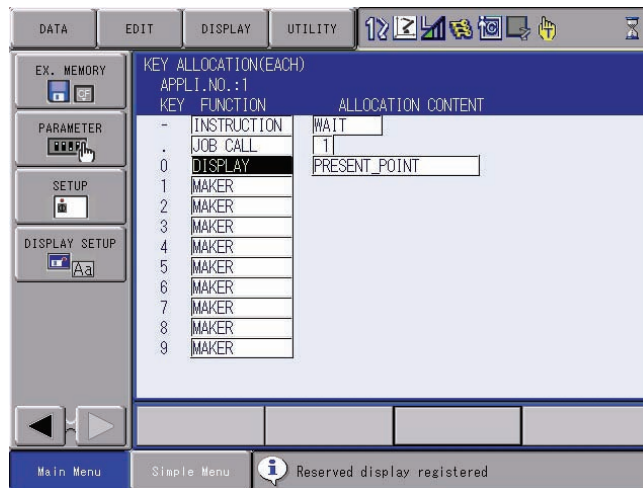 DATA EDIT DISPLAY UTILITY
EX. MEMORY
CF
PARAMETER
SETUP
DISPLAY SETUP
Aa
KEY ALLOCATION(EACH)
APPLI.NO.:1
KEY FUNCTION ALLOCATION CONTENT
- INSTRUCTION WAIT
. JOB CALL 1
0 DISPLAY PRESENT_POINT
1 MAKER
2 MAKER
3 MAKER
4 MAKER
5 MAKER
6 MAKER
7 MAKER
8 MAKER
9 MAKER
Main Menu Simple Menu Reserved display registered